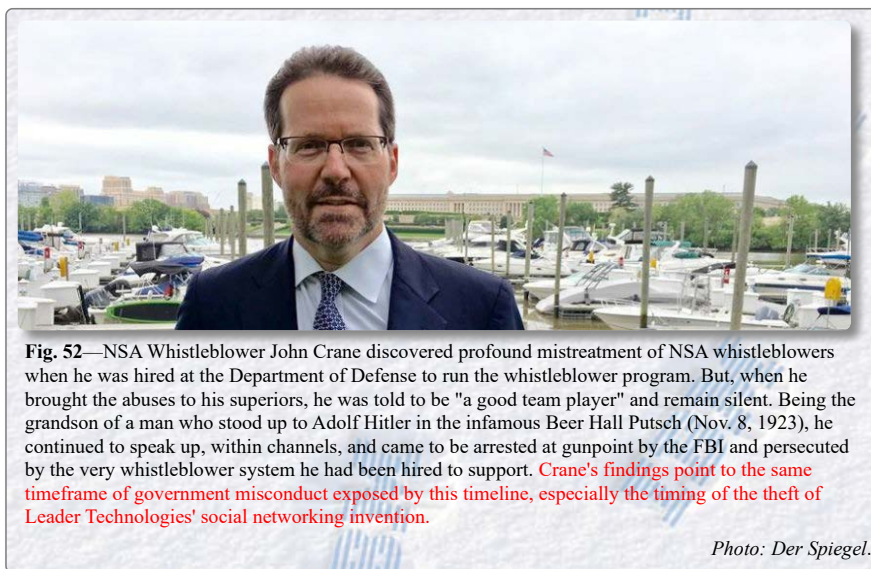 Fig. 52—NSA Whistleblower John Crane discovered profound mistreatment of NSA whistleblowers
when he was hired at the Department of Defense to run the whistleblower program. But, when he
brought the abuses to his superiors, he was told to be "a good team player" and remain silent. Being the
grandson of a man who stood up to Adolf Hitler in the infamous Beer Hall Putsch (Nov. 8, 1923), he
continued to speak up, within channels, and came to be arrested at gunpoint by the FBI and persecuted
by the very whistleblower system he had been hired to support. Crane's findings point to the same
timeframe of government misconduct exposed by this timeline, especially the timing of the theft of
Leader Technologies' social networking invention.
Photo: Der Spiegel.